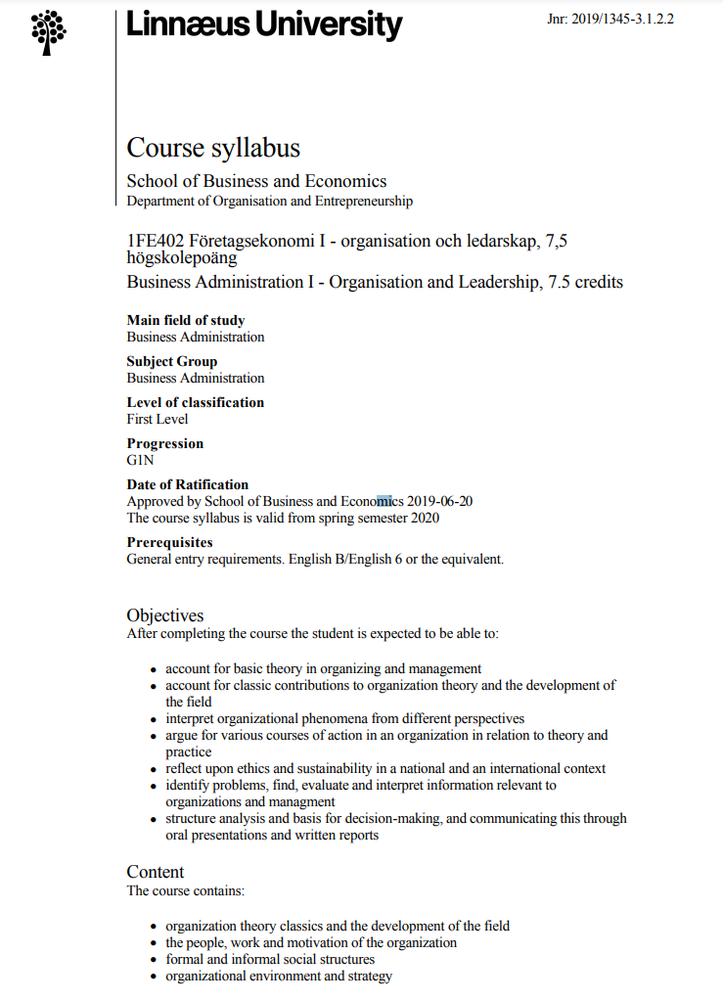 Linnæus University
Jnr: 2019/1345-3.1.2.2
Course syllabus
School of Business and Economics
Department of Organisation and Entrepreneurship
1FE402 Företagsekonomi I - organisation och ledarskap, 7,5
högskolepoäng
Business Administration I - Organisation and Leadership, 7.5 credits
Main field of study
Business Administration
Subject Group
Business Administration
Level of classification
First Level
Progression
G1N
Date of Ratification
Approved by School of Business and Economics 2019-06-20
The course syllabus is valid from spring semester 2020
Prerequisites
General entry requirements. English B/English 6 or the equivalent.
Objectives
After completing the course the student is expected to be able to:
• account for basic theory in organizing and management
• account for classic contributions to organization theory and the development of
the field
• interpret organizational phenomena from different perspectives
• argue for various courses of action in an organization in relation to theory and
practice
• reflect upon ethics and sustainability in a national and an international context
• identify problems, find, evaluate and interpret information relevant to
organizations and managment
• structure analysis and basis for decision-making, and communicating this through
oral presentations and written reports
Content
The course contains:
• organization theory classics and the development of the field
• the people, work and motivation of the organization
• formal and informal social structures
• organizational environment and strategy